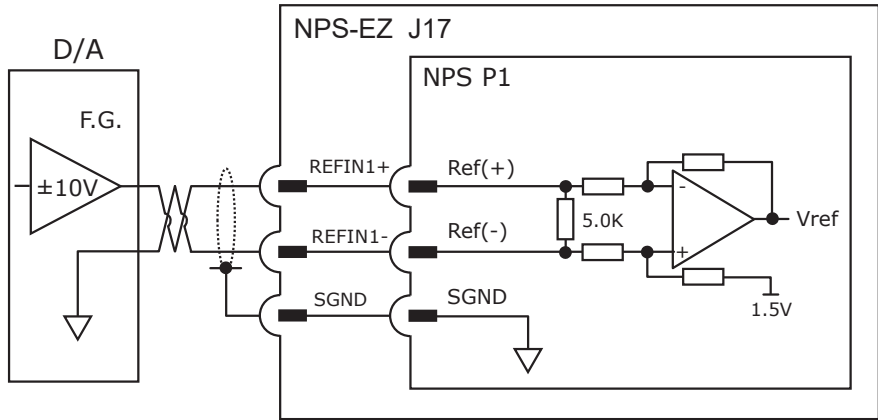 NPS-EZ J17
D/A
NPS P1
F.G.
±10V
REFIN1+
Ref(+)
-
5.0K
Vref
REFIN1-
Ref(-)
+
SGND
SGND
1.5V